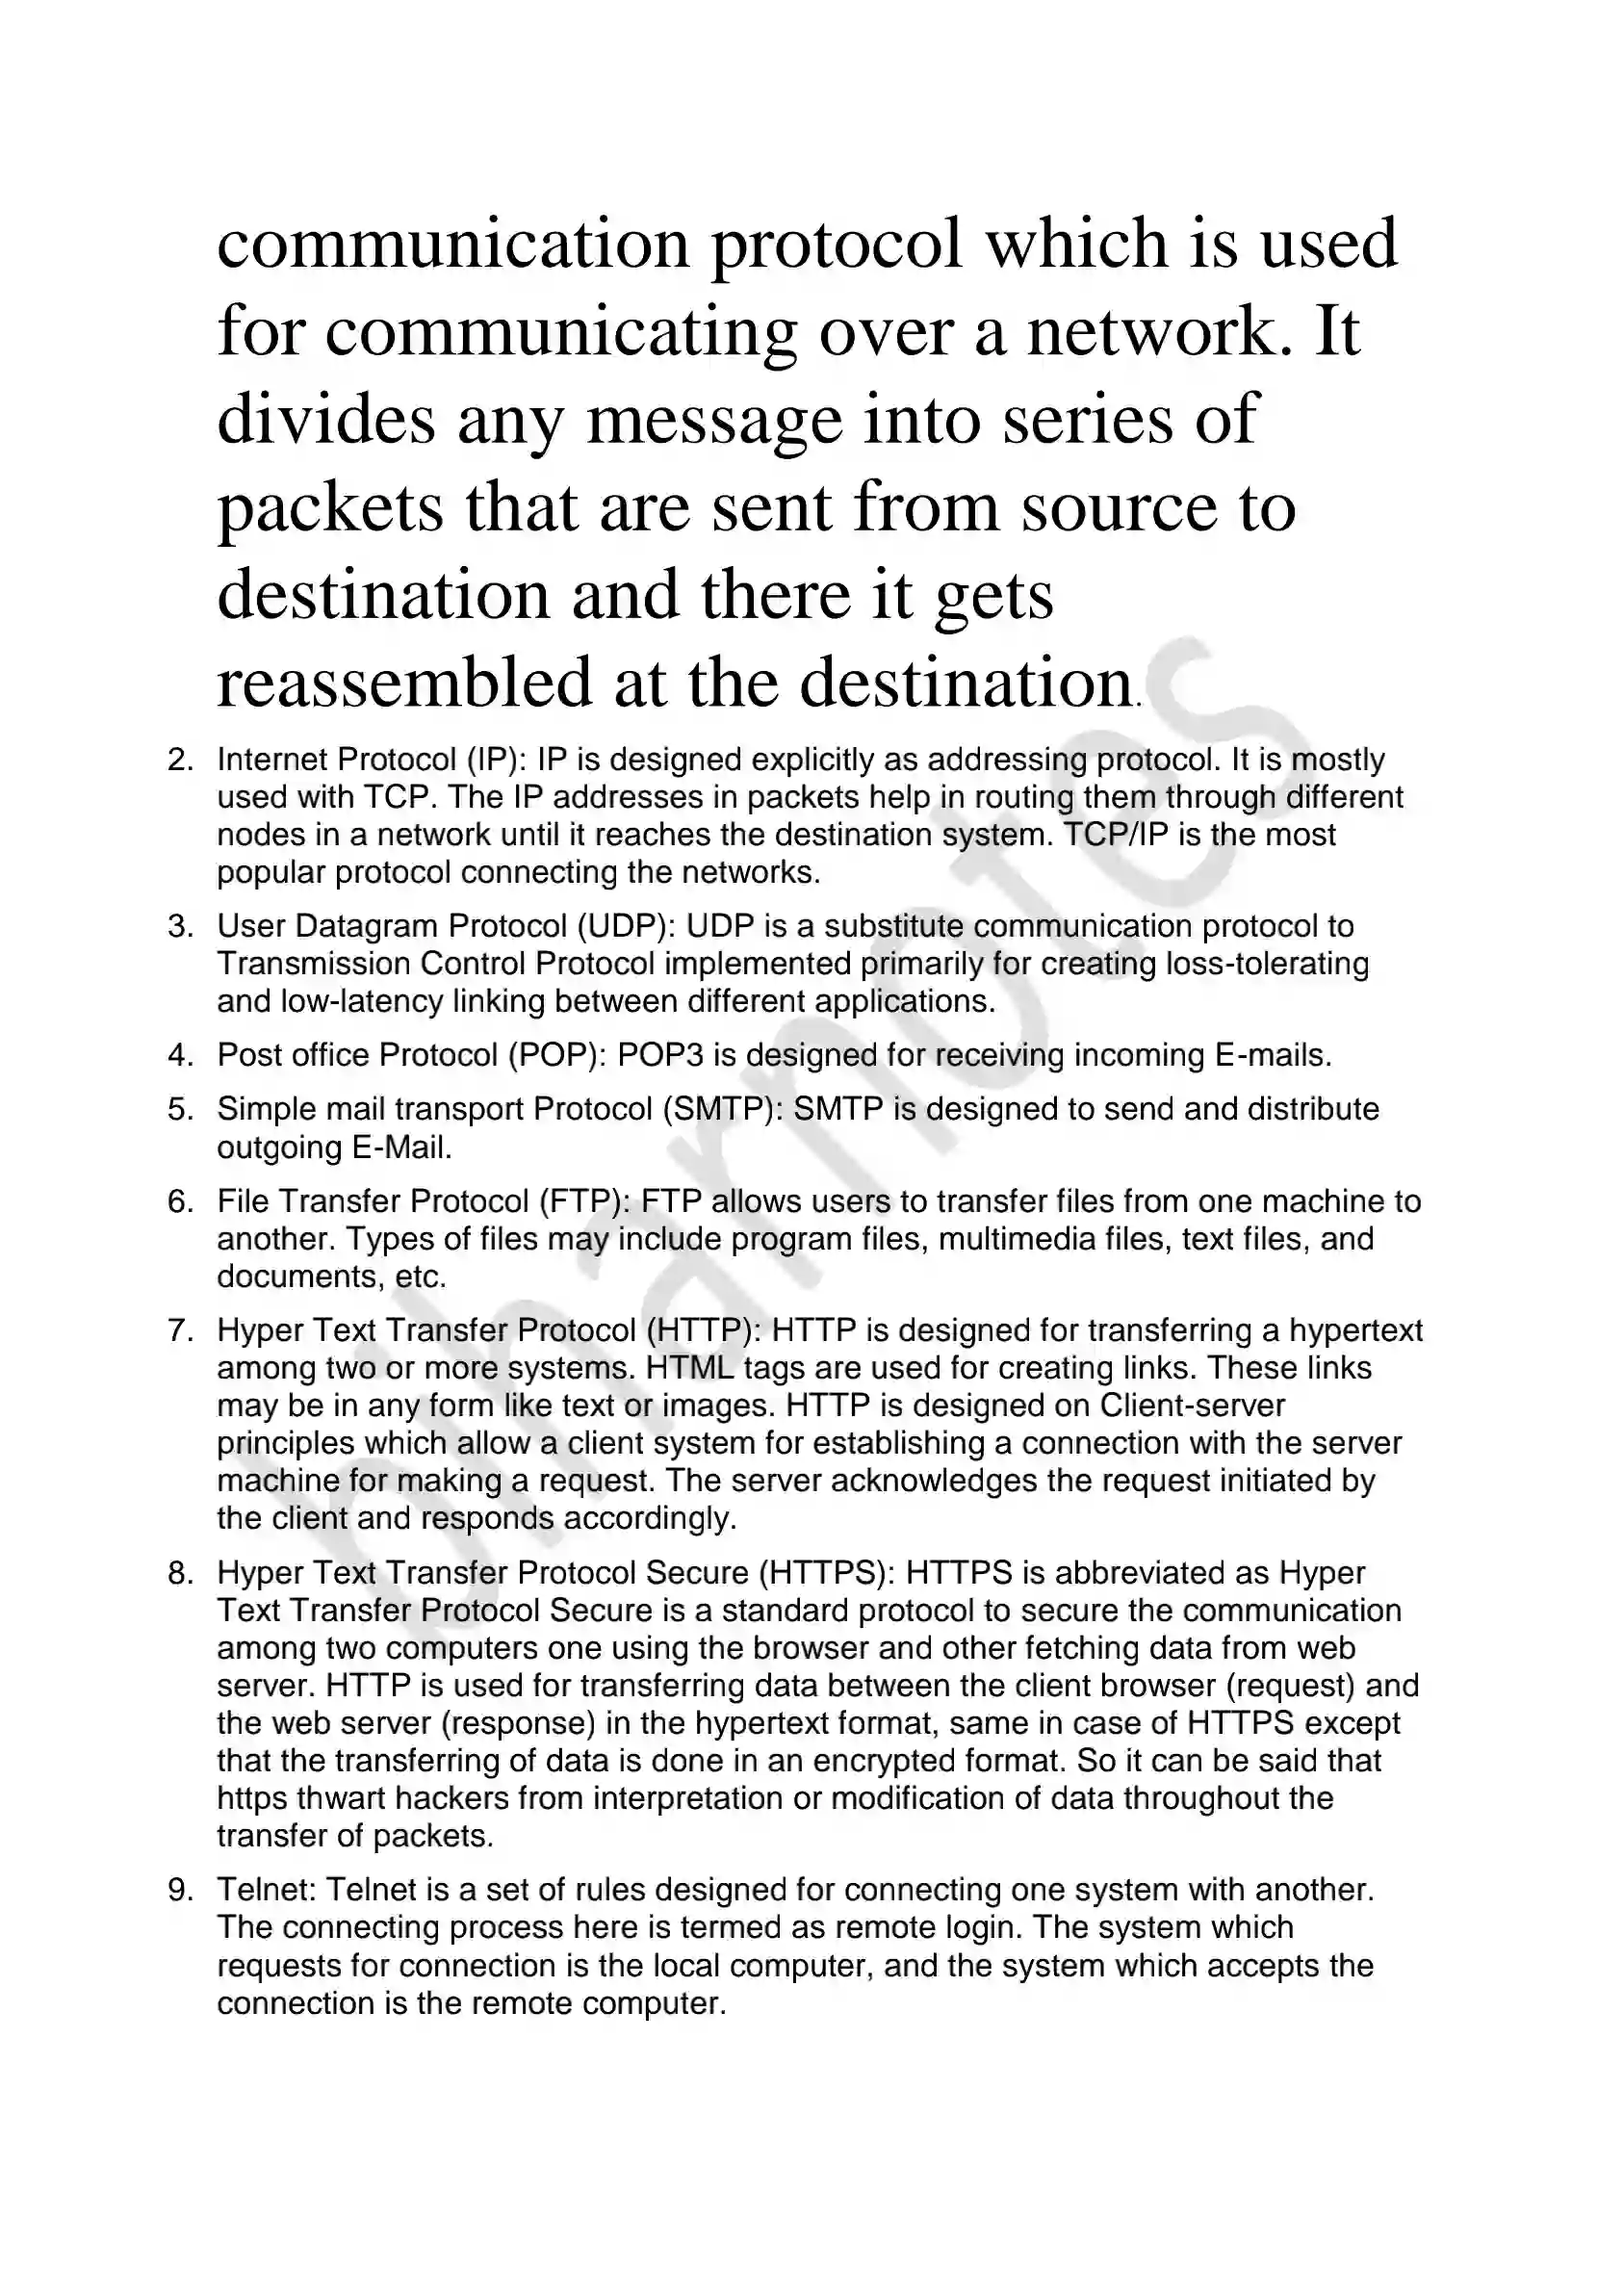 communication protocol which is used
for communicating over a network. It
divides any message into series of
packets that are sent from source to
destination and there it gets
reassembled at the destination.
2. Internet Protocol (IP): IP is designed explicitly as addressing protocol. It is mostly
used with TCP. The IP addresses in packets help in routing them through different
nodes in a network until it reaches the destination system. TCP/IP is the most
popular protocol connecting the networks.
3. User Datagram Protocol (UDP): UDP is a substitute communication protocol to
Transmission Control Protocol implemented primarily for creating loss-tolerating
and low-latency linking between different applications.
4. Post office Protocol (POP): POP3 is designed for receiving incoming E-mails.
5. Simple mail transport Protocol (SMTP): SMTP is designed to send and distribute
outgoing E-Mail.
6. File Transfer Protocol (FTP): FTP allows users to transfer files from one machine to
another. Types of files may include program files, multimedia files, text files, and
documents, etc.
7. Hyper Text Transfer Protocol (HTTP): HTTP is designed for transferring a hypertext
among two or more systems. HTML tags are used for creating links. These links
may be in any form like text or images. HTTP is designed on Client-server
principles which allow a client system for establishing a connection with the server
machine for making a request. The server acknowledges the request initiated by
the client and responds accordingly.
8. Hyper Text Transfer Protocol Secure (HTTPS): HTTPS is abbreviated as Hyper
Text Transfer Protocol Secure is a standard protocol to secure the communication
among two computers one using the browser and other fetching data from web
server. HTTP is used for transferring data between the client browser (request) and
the web server (response) in the hypertext format, same in case of HTTPS except
that the transferring of data is done in an encrypted format. So it can be said that
https thwart hackers from interpretation or modification of data throughout the
transfer of packets.
9. Telnet: Telnet is a set of rules designed for connecting one system with another.
The connecting process here is termed as remote login. The system which
requests for connection is the local computer, and the system which accepts the
connection is the remote computer.
biharnotes